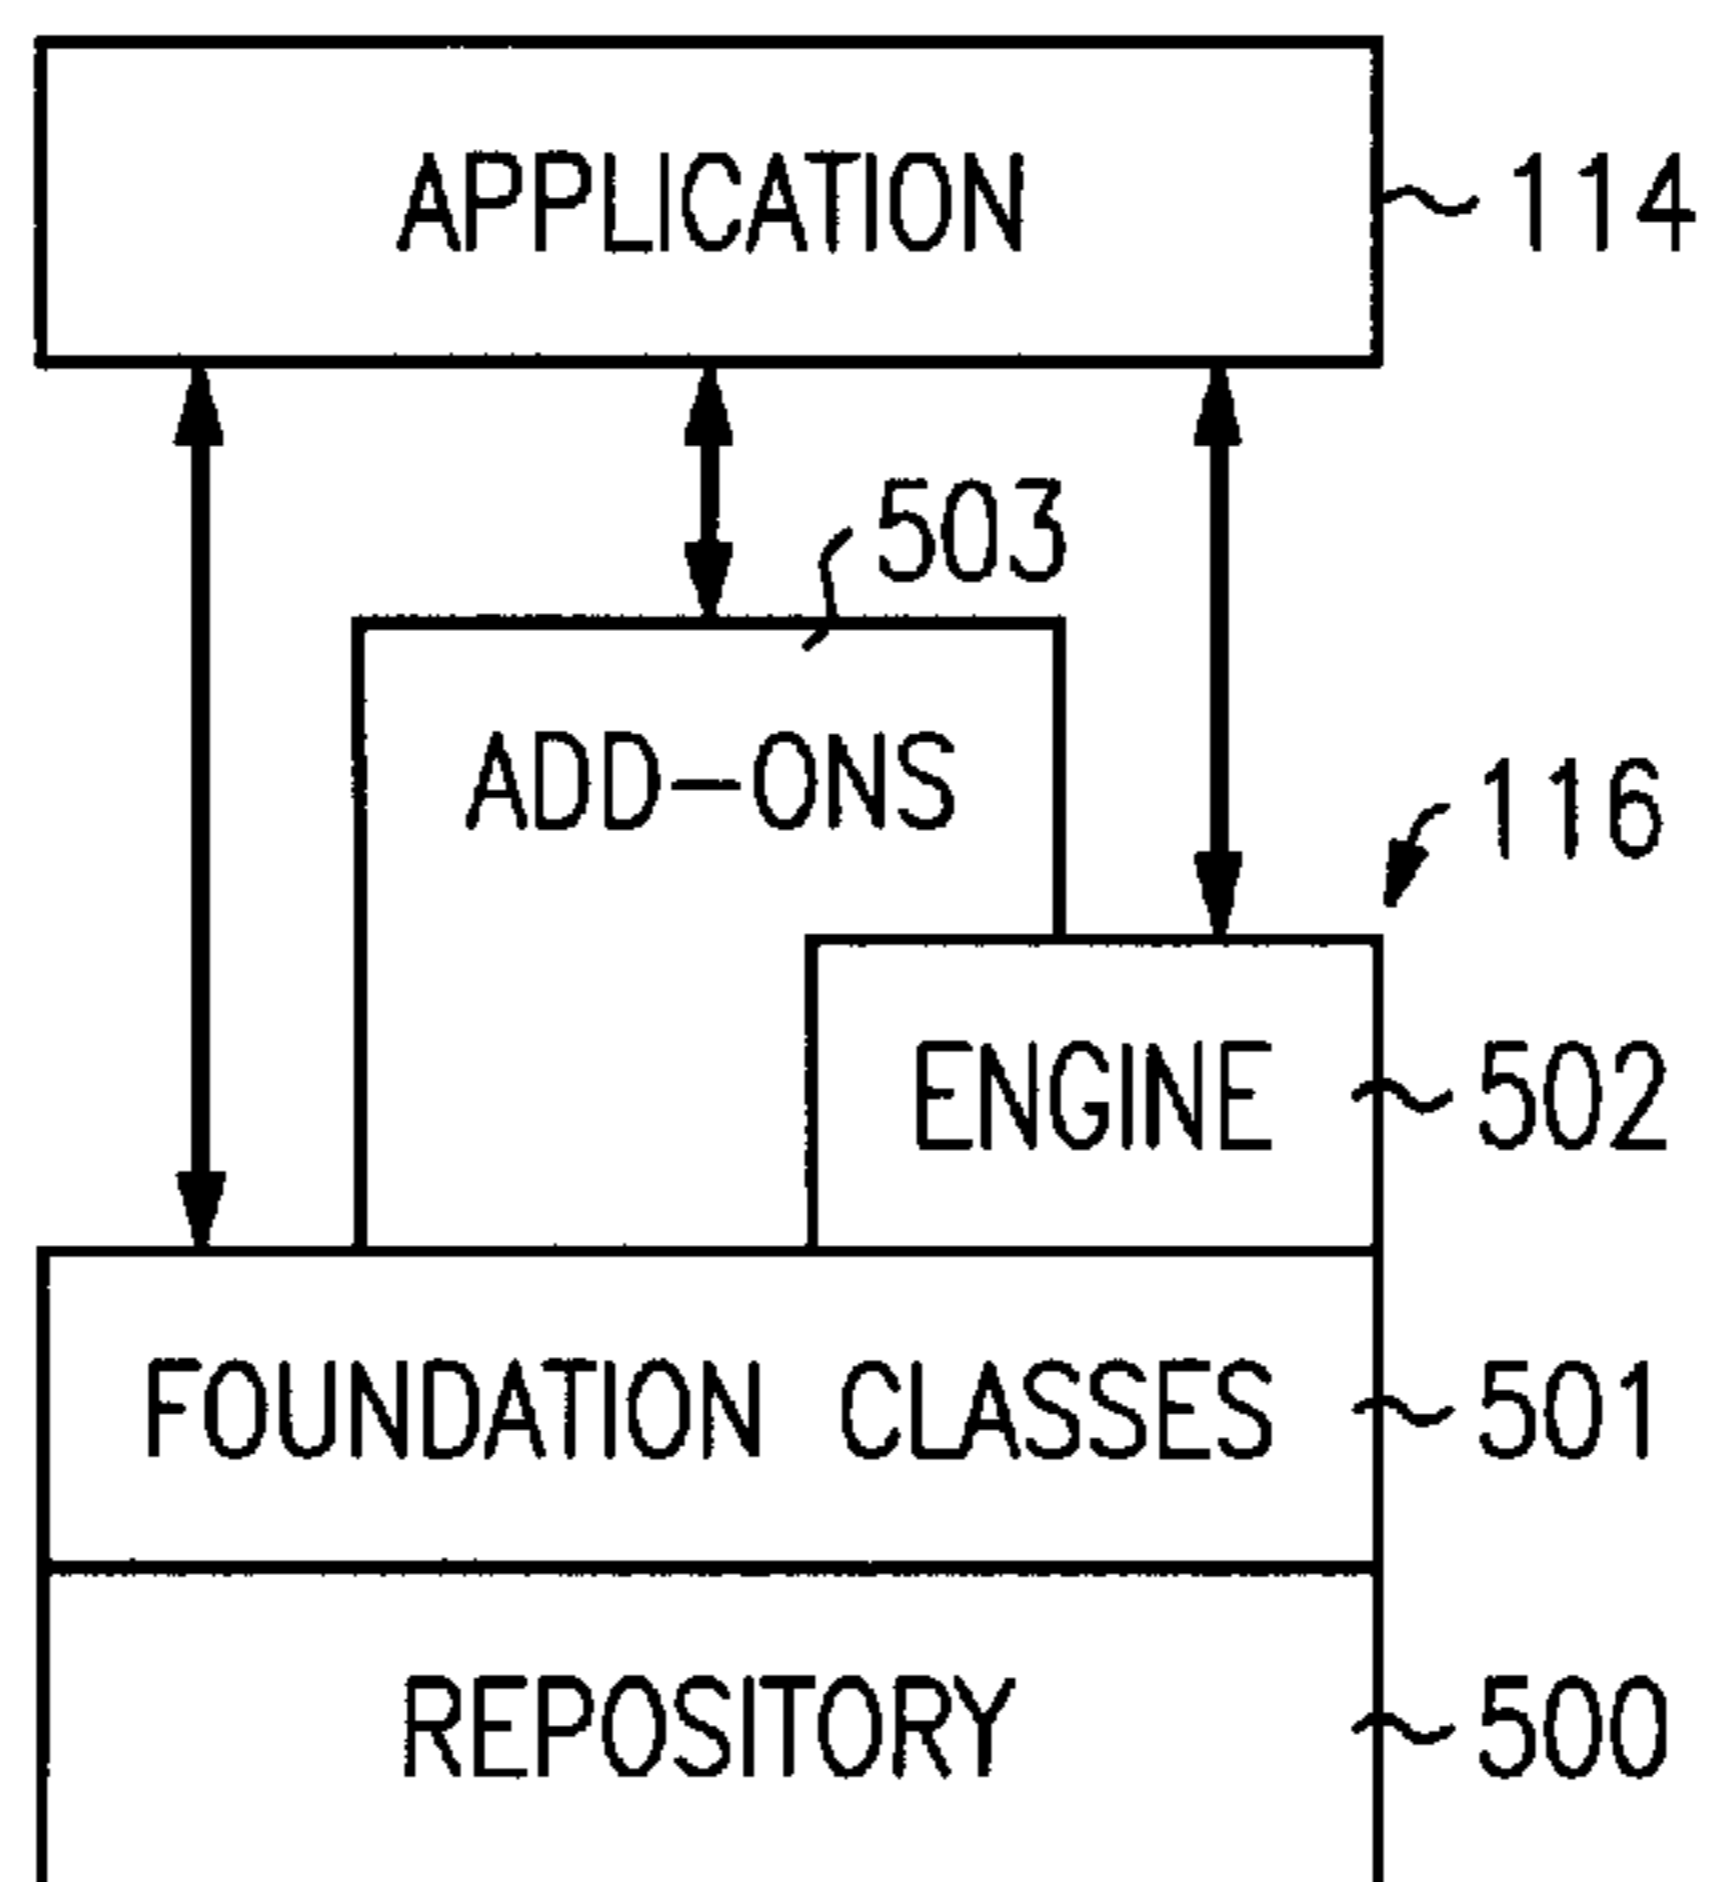 APPLICATION 114
503
ADD-ONS
116
ENGINE 502
FOUNDATION CLASSES 501
REPOSITORY 500